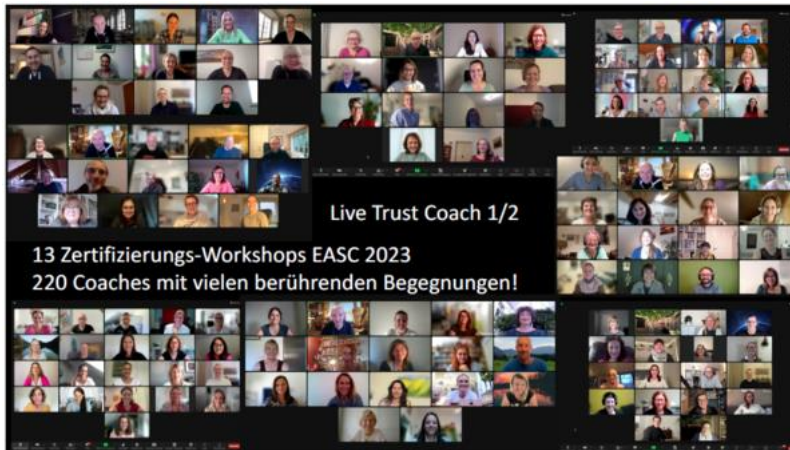 Live Trust Coach 1/2
13 Zertifizierungs-Workshops EASC 2023
220 Coaches mit vielen berührenden Begegnungen!